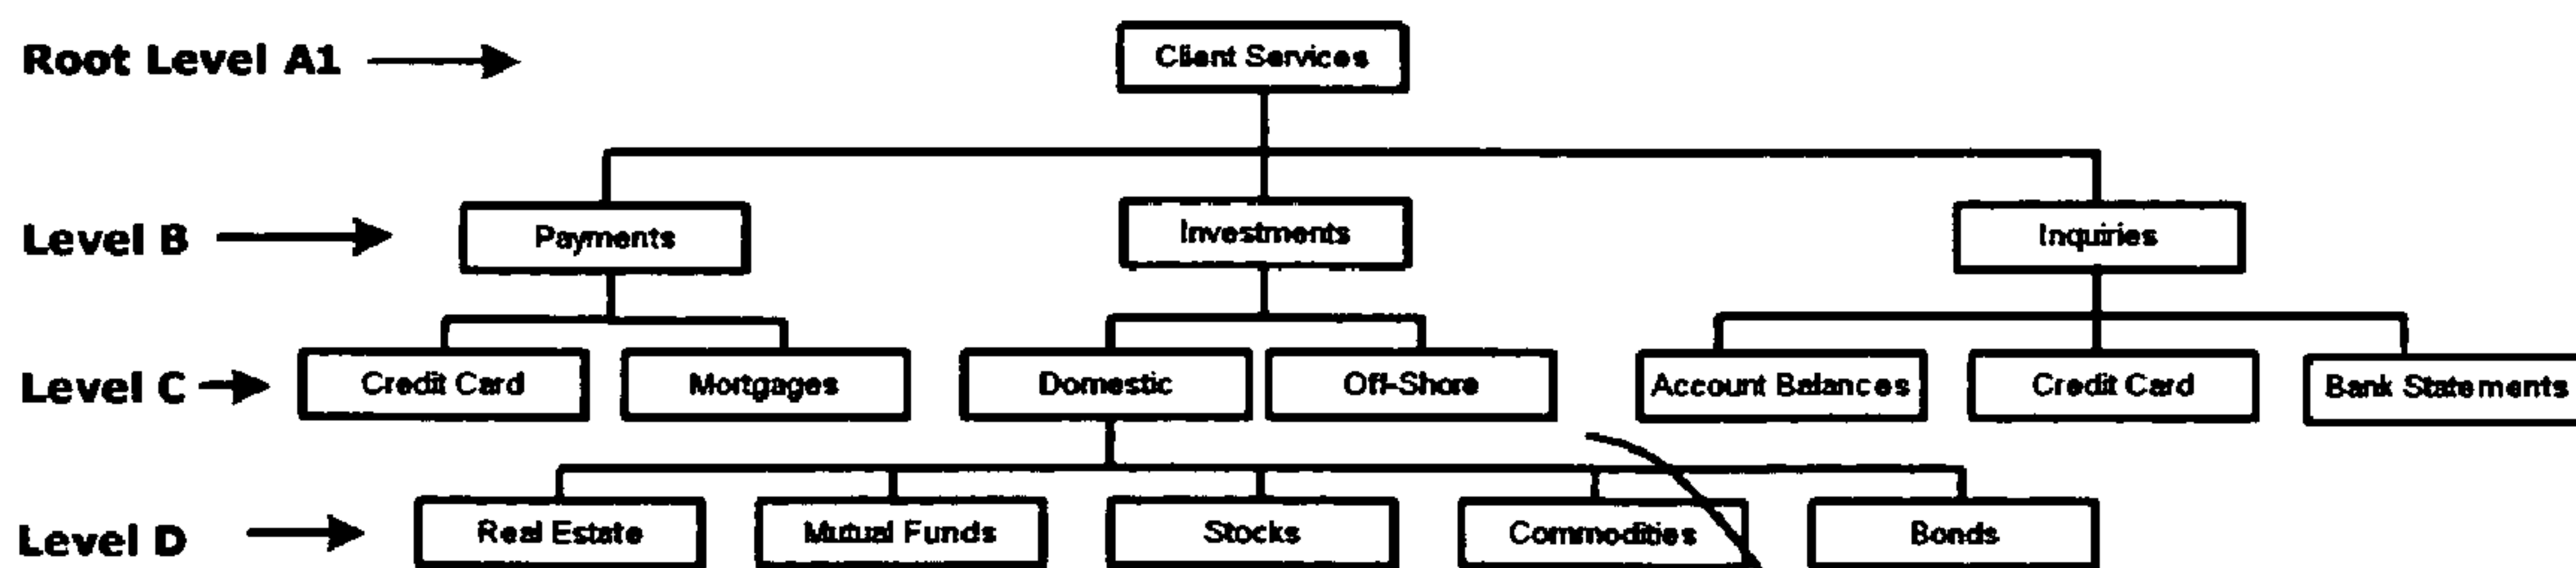 Root Level A1
Client Services
Level B
Payments
Investments
Inquiries
Level C
Credit Card
Mortgages
Domestic
Off-Shore
Account Balances
Credit Card
Bank Statements
Level D
Real Estate
Mutual Funds
Stocks
Commodities
Bonds